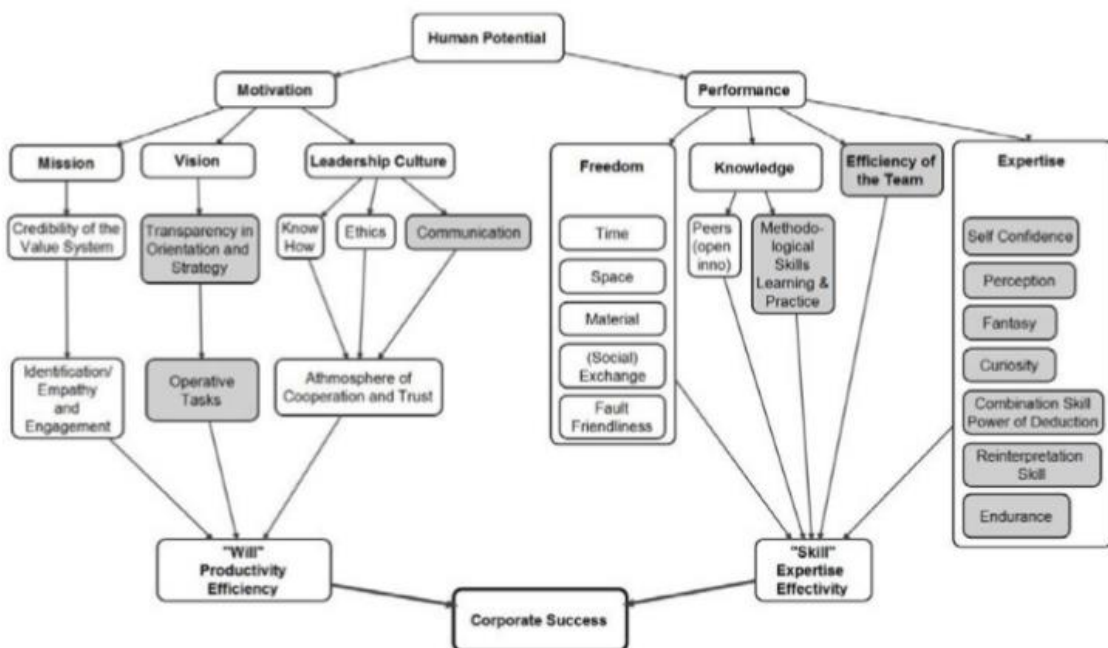 Human Potential
Motivation
Performance
Mission
Vision
Leadership Culture
Freedom
Knowledge
Efficiency of
the Team
Expertise
Credibility of the
Value System
Transparency in
Orientation and
Strategy
Know
How
Ethics
Communication
Time
Space
Material
(Social)
Exchange
Fault
Friendliness
Peers
(open
inno)
Methodo-
logical
Skills
Learning &
Practice
Self Confidence
Perception
Fantasy
Curiosity
Combination Skill
Power of Deduction
Reinterpretation
Skill
Endurance
Identification/
Empathy
and
Engagement
Operative
Tasks
Athmosphere of
Cooperation and Trust
"Will"
Productivity
Efficiency
"Skill"
Expertise
Effectivity
Corporate Success